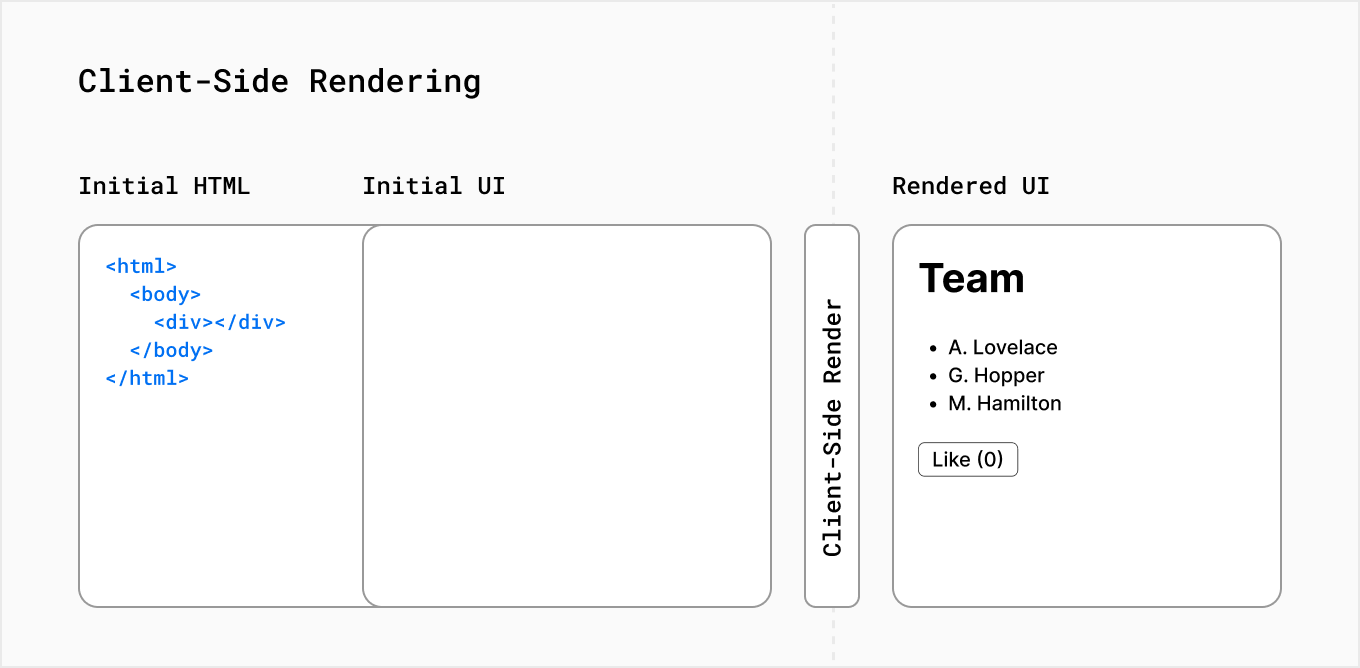 Client-Side Rendering
Initial HTML
Initial UI
Rendered UI
<html>
<body>
<div></div>
</body>
</html>
Client-Side Render
Team
• A. Lovelace
• G. Hopper
• M. Hamilton
Like (0)